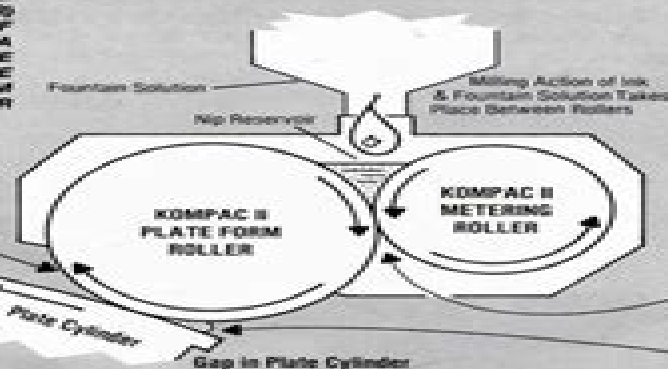 Fountain Solution
Milling Action of Ink
& Fountain Solution Takes
Place Between Rollers
Nip Reservoir
KOMPAC II
PLATE FORM
ROLLER
KOMPAC II
METERING
ROLLER
Plate Cylinder
Gap in Plate Cylinder